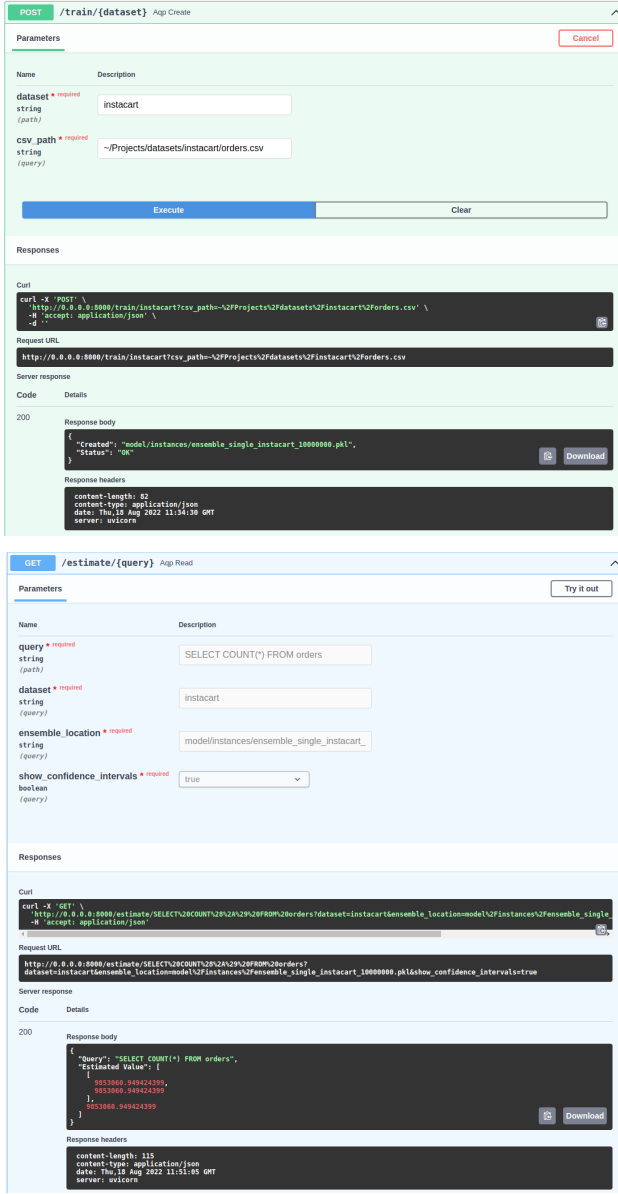 POST /train/{dataset} Aqp Create
Parameters
Cancel
Name Description
dataset * required
string
(path)
instacart
csv_path * required
string
(query)
~/Projects/datasets/instacart/orders.csv
Execute Clear
Responses
Curl
curl -X 'POST' \
'http://0.0.0.0:8000/train/instacart?csv_path=~%2FProjects%2Fdatasets%2Finstacart%2Forders.csv' \
-H 'accept: application/json' \
-d ''
Request URL
http://0.0.0.0:8000/train/instacart?csv_path=~%2FProjects%2Fdatasets%2Finstacart%2Forders.csv
Server response
Code Details
200
Response body
{
"Created": "model/instances/ensemble_single_instacart_10000000.pkl",
"Status": "OK"
}
Download
Response headers
content-length: 82
content-type: application/json
date: Thu,18 Aug 2022 11:34:30 GMT
server: uvicorn
GET /estimate/{query} Aqp Read
Parameters
Try it out
Name Description
query * required
string
(path)
SELECT COUNT(*) FROM orders
dataset * required
string
(query)
instacart
ensemble_location * required
string
(query)
model/instances/ensemble_single_instacart_
show_confidence_intervals * required
boolean
(query)
true
Responses
Curl
curl -X 'GET' \
'http://0.0.0.0:8000/estimate/SELECT%20COUNT%28%2A%29%20FROM%20orders?dataset=instacart&ensemble_location=model%2Finstances%2Fensemble_single_
-H 'accept: application/json'
Request URL
http://0.0.0.0:8000/estimate/SELECT%20COUNT%28%2A%29%20FROM%20orders?
dataset=instacart&ensemble_location=model%2Finstances%2Fensemble_single_instacart_10000000.pkl&show_confidence_intervals=true
Server response
Code Details
200
Response body
{
"Query": "SELECT COUNT(*) FROM orders",
"Estimated Value": [
[
9853060.949424399,
9853060.949424399
],
9853060.949424399
]
}
Download
Response headers
content-length: 115
content-type: application/json
date: Thu,18 Aug 2022 11:51:05 GMT
server: uvicorn